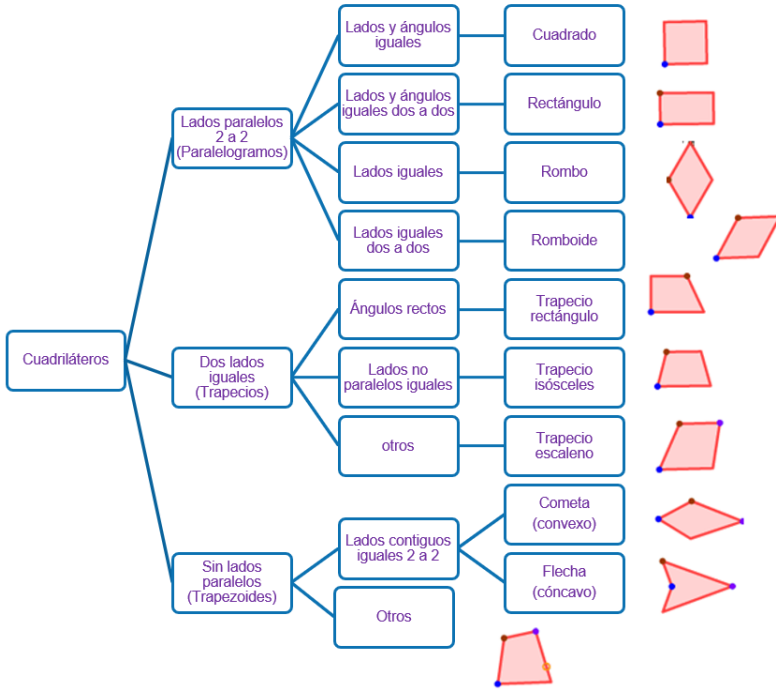 Cuadriláteros
Lados paralelos
2 a 2
(Paralelogramos)
Lados y ángulos
iguales
Cuadrado
Lados y ángulos
iguales dos a dos
Rectángulo
Lados iguales
Rombo
Lados iguales
dos a dos
Romboide
Dos lados
iguales
(Trapecios)
Ángulos rectos
Trapecio
rectángulo
Lados no
paralelos iguales
Trapecio
isósceles
otros
Trapecio
escaleno
Sin lados
paralelos
(Trapezoides)
Lados contiguos
iguales 2 a 2
Cometa
(convexo)
Flecha
(cóncavo)
Otros